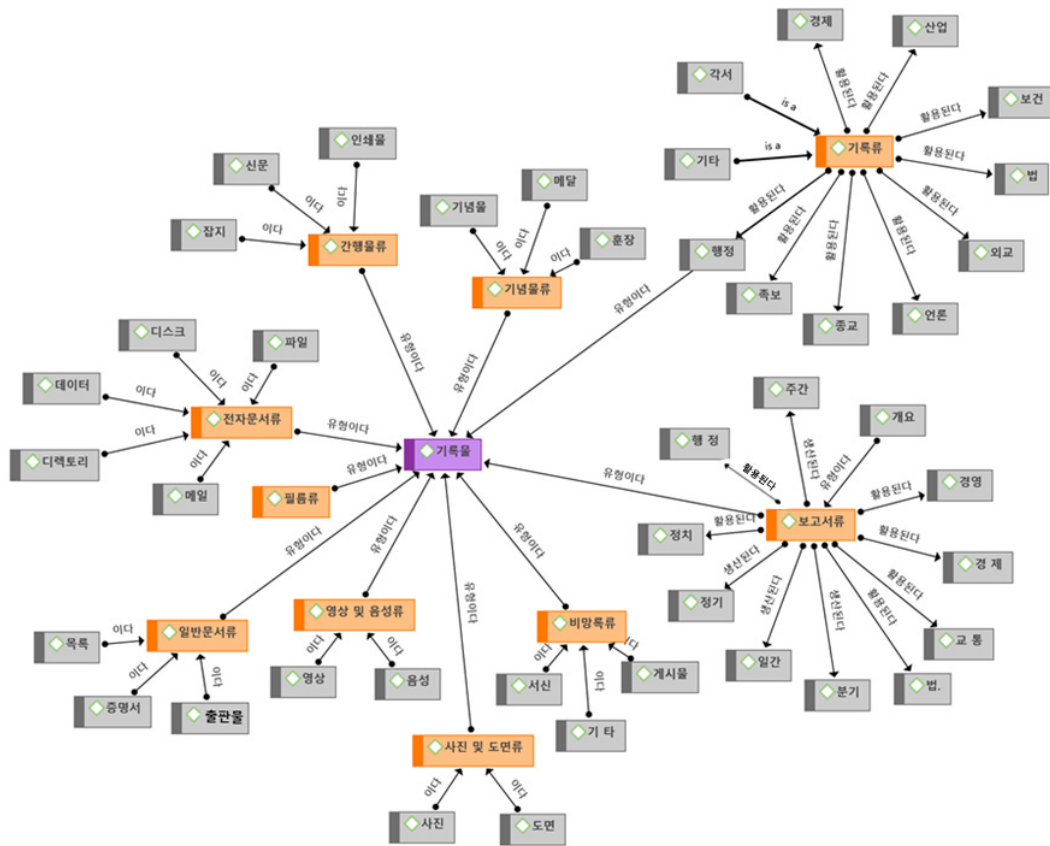 경제
산업
각서
활용된다
활용된다
보건
is a
활용된다
인쇄물
기타
is a
기록류
활용된다
법
신문
이다
기념물
메달
활용된다
활용된다
활용된다
활용된다
활용된다
잡지
이다
이다
간행물류
이다
이다
훈장
이다
행정
외교
기념물류
족보
종교
언론
디스크
파일
유형이다
유형이다
유형이다
데이터
이다
이다
이다
주간
개요
전자문서류
유형이다
기록물
행 정
생산된다
유형이다
디렉토리
이다
이다
활용된다
경영
메일
필름류
유형이다
유형이다
활용된다
정치
활용된다
보고서류
활용된다
경 제
유형이다
유형이다
유형이다
유형이다
정기
생산된다
생산된다
생산된다
활용된다
활용된다
영상 및 음성류
비망록류
목록
이다
일반문서류
일간
분기
법.
교 통
이다
이다
이다
이다
이다
이다
이다
영상
음성
서신
게시물
증명서
출판물
기 타
사진 및 도면류
이다
이다
사진
도면